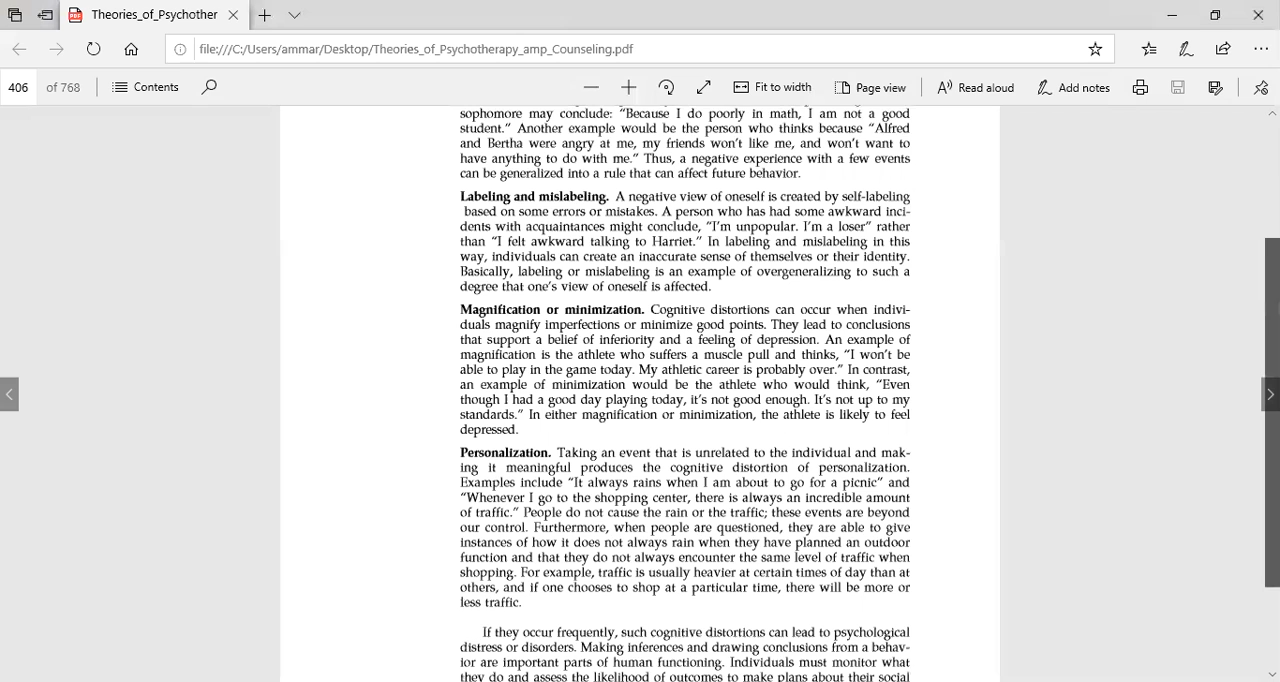 Theories_of_Psychother
file:///C:/Users/ammar/Desktop/Theories_of_Psychotherapy_amp_Counseling.pdf
406 of 768 Contents Fit to width Page view Read aloud Add notes
sophomore may conclude: “Because I do poorly in math, I am not a good
student.” Another example would be the person who thinks because “Alfred
and Bertha were angry at me, my friends won’t like me, and won’t want to
have anything to do with me.” Thus, a negative experience with a few events
can be generalized into a rule that can affect future behavior.
Labeling and mislabeling. A negative view of oneself is created by self-labeling
based on some errors or mistakes. A person who has had some awkward inci-
dents with acquaintances might conclude, “I’m unpopular. I’m a loser” rather
than “I felt awkward talking to Harriet.” In labeling and mislabeling in this
way, individuals can create an inaccurate sense of themselves or their identity.
Basically, labeling or mislabeling is an example of overgeneralizing to such a
degree that one’s view of oneself is affected.
Magnification or minimization. Cognitive distortions can occur when indivi-
duals magnify imperfections or minimize good points. They lead to conclusions
that support a belief of inferiority and a feeling of depression. An example of
magnification is the athlete who suffers a muscle pull and thinks, “I won’t be
able to play in the game today. My athletic career is probably over.” In contrast,
an example of minimization would be the athlete who would think, “Even
though I had a good day playing today, it’s not good enough. It’s not up to my
standards.” In either magnification or minimization, the athlete is likely to feel
depressed.
Personalization. Taking an event that is unrelated to the individual and mak-
ing it meaningful produces the cognitive distortion of personalization.
Examples include “It always rains when I am about to go for a picnic” and
“Whenever I go to the shopping center, there is always an incredible amount
of traffic.” People do not cause the rain or the traffic; these events are beyond
our control. Furthermore, when people are questioned, they are able to give
instances of how it does not always rain when they have planned an outdoor
function and that they do not always encounter the same level of traffic when
shopping. For example, traffic is usually heavier at certain times of day than at
others, and if one chooses to shop at a particular time, there will be more or
less traffic.
If they occur frequently, such cognitive distortions can lead to psychological
distress or disorders. Making inferences and drawing conclusions from a behav-
ior are important parts of human functioning. Individuals must monitor what
they do and assess the likelihood of outcomes to make plans about their social